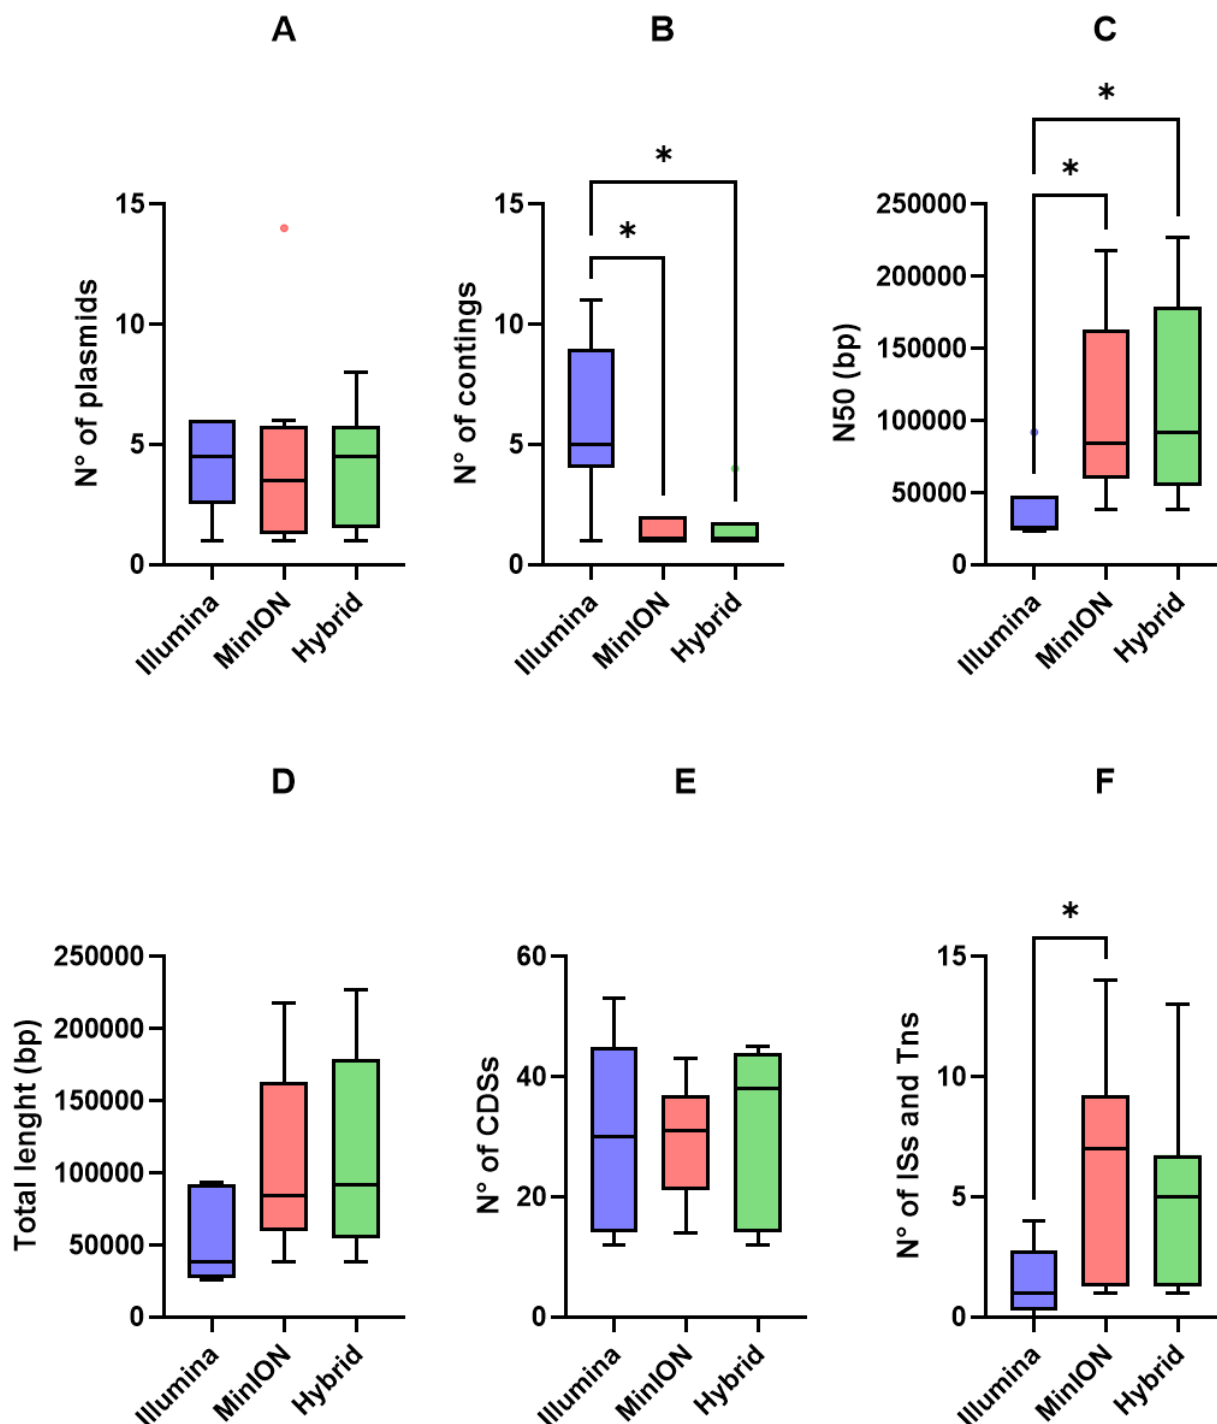 A
B
C
N° of plasmids
15
10
5
0
Illumina
MinION
Hybrid
N° of contings
15
10
5
0
*
*
Illumina
MinION
Hybrid
N50 (bp)
250000
200000
150000
100000
50000
0
*
*
Illumina
MinION
Hybrid
D
E
F
Total lenght (bp)
250000
200000
150000
100000
50000
0
Illumina
MinION
Hybrid
N° of CDSs
60
40
20
0
Illumina
MinION
Hybrid
N° of ISs and Tns
15
10
5
0
*
Illumina
MinION
Hybrid